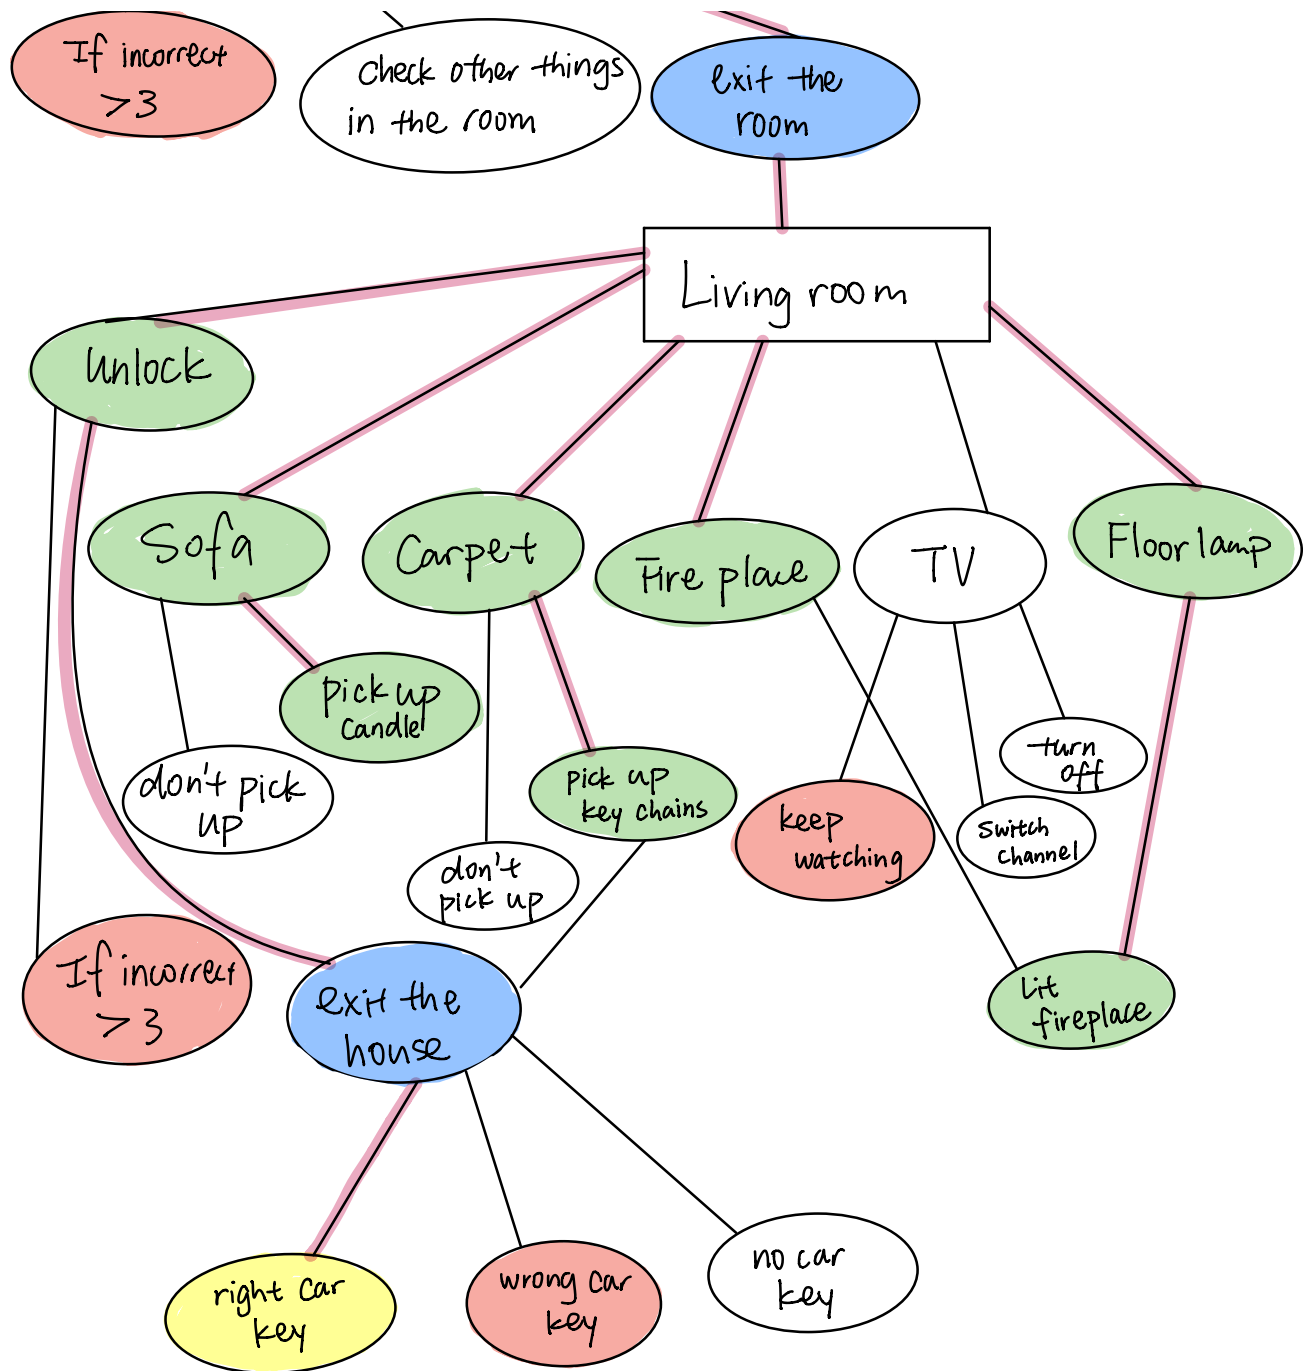 If incorrect
>3
check other things
in the room
exit the
room
Living room
Unlock
Sofa
Carpet
Fire place
TV
Floor lamp
pick up
candle
don't pick
up
pick up
key chains
don't
pick up
keep
watching
switch
channel
turn
off
Lit
fireplace
If incorrect
>3
exit the
house
right car
key
wrong car
key
no car
key